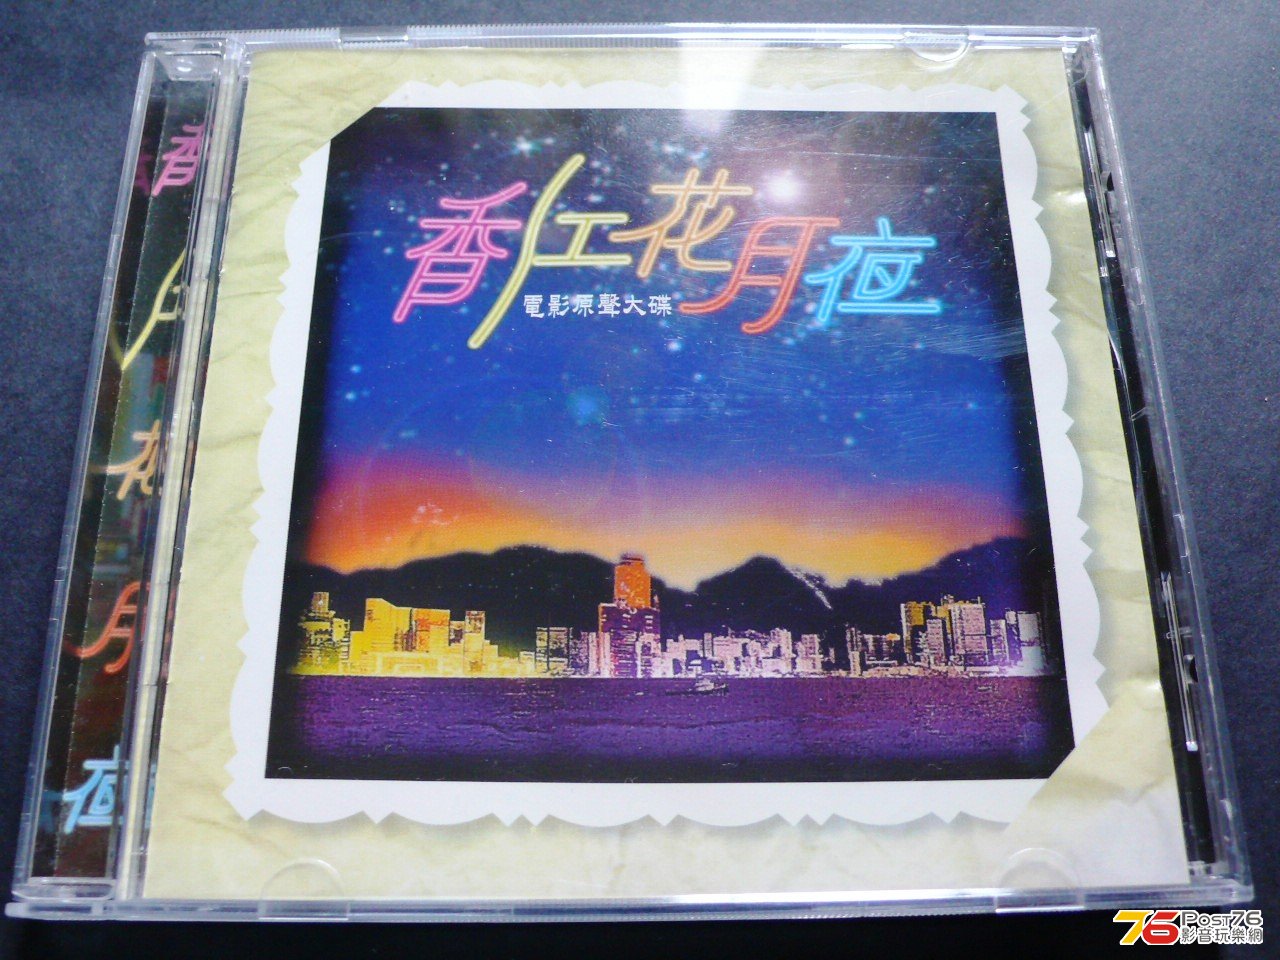 香江花月夜
電影原聲大碟
香
花
月
夜
76 Post76
影音玩樂網